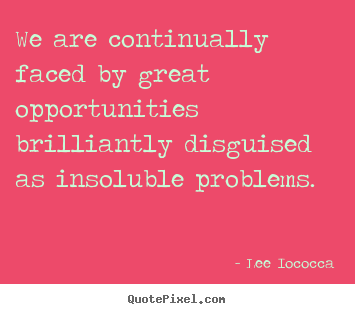 We are continually
faced by great
opportunities
brilliantly disguised
as insoluble problems.
- Lee Iococca
QuotePixel.com